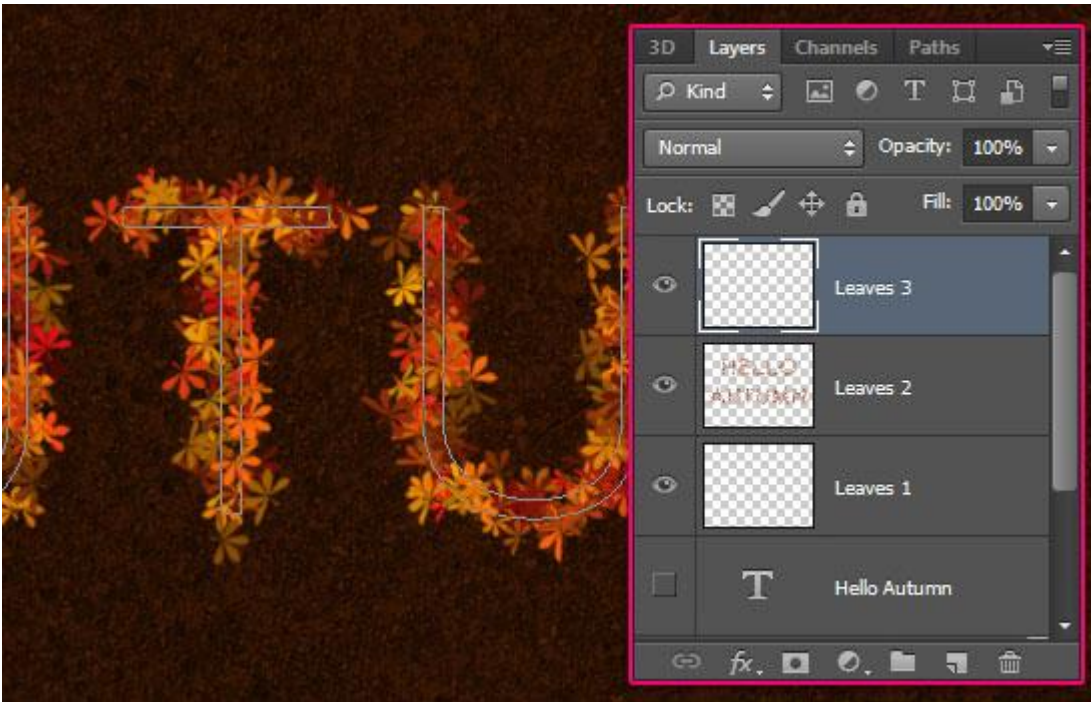 3D Layers Channels Paths
Kind
Normal Opacity: 100%
Lock: Fill: 100%
Leaves 3
HELLO
AUTUMN
Leaves 2
Leaves 1
T Hello Autumn
fx.
TU